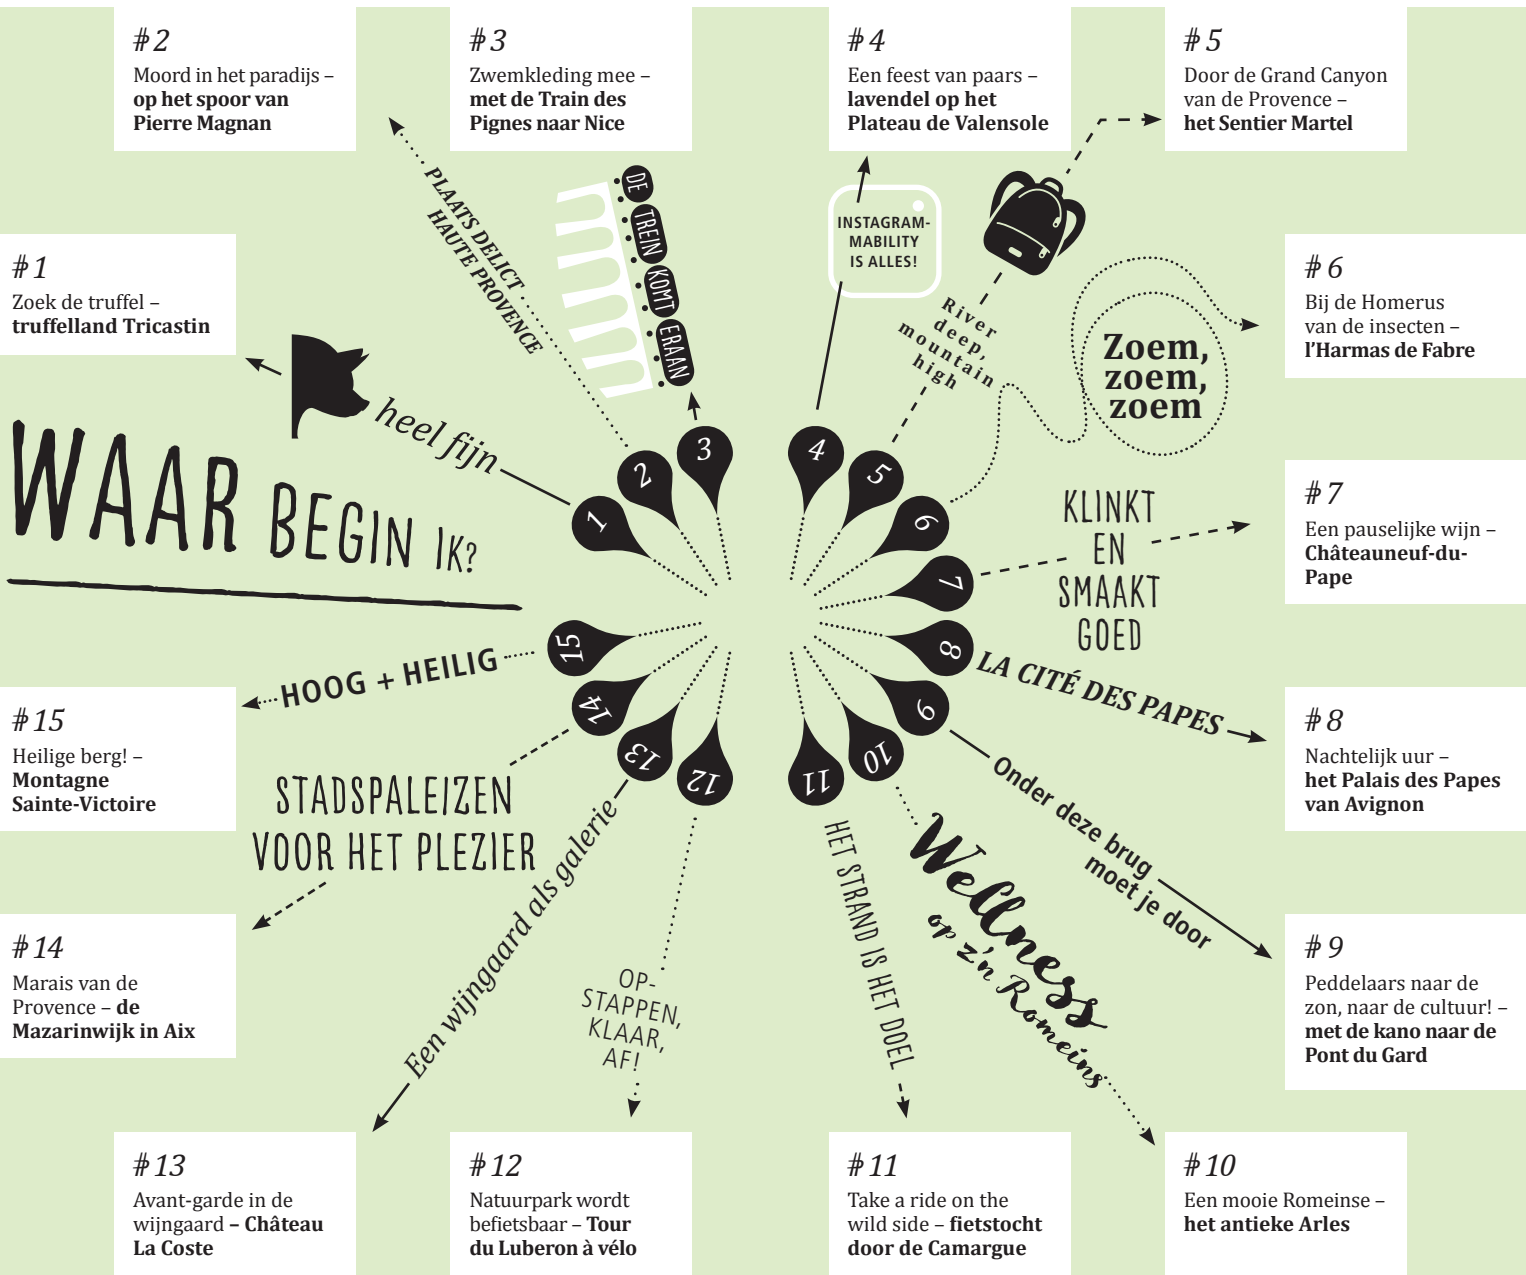 #2
Moord in het paradijs –
op het spoor van
Pierre Magnan
#3
Zwemkleding mee –
met de Train des
Pignes naar Nice
#4
Een feest van paars –
lavendel op het
Plateau de Valensole
#5
Door de Grand Canyon
van de Provence –
het Sentier Martel
#1
Zoek de truffel –
truffelland Tricastin
#6
Bij de Homerus
van de insecten –
l’Harmas de Fabre
PLAATS DELICT
HAUTE PROVENCE
DE
TREIN
KOMT
ERAAN
INSTAGRAM-
MABILITY
IS ALLES!
River
deep,
mountain
high
Zoem,
zoem,
zoem
heel fijn
WAAR BEGIN IK?
1
2
3
4
5
6
7
8
9
10
11
12
13
14
15
KLINKT
EN
SMAAKT
GOED
#7
Een pauselijke wijn –
Châteauneuf-du-
Pape
LA CITÉ DES PAPES
#8
Nachtelijk uur –
het Palais des Papes
van Avignon
HOOG + HEILIG
#15
Heilige berg! –
Montagne
Sainte-Victoire
STADSPALEIZEN
VOOR HET PLEZIER
#14
Marais van de
Provence – de
Mazarinwijk in Aix
Een wijngaard als galerie
OP-
STAPPEN,
KLAAR,
AF!
HET STRAND IS HET DOEL
Wellness
op z’n Romeins
Onder deze brug
moet je door
#9
Peddelaars naar de
zon, naar de cultuur! –
met de kano naar de
Pont du Gard
#13
Avant-garde in de
wijngaard – Château
La Coste
#12
Natuurpark wordt
befietsbaar – Tour
du Luberon à vélo
#11
Take a ride on the
wild side – fietstocht
door de Camargue
#10
Een mooie Romeinse –
het antieke Arles